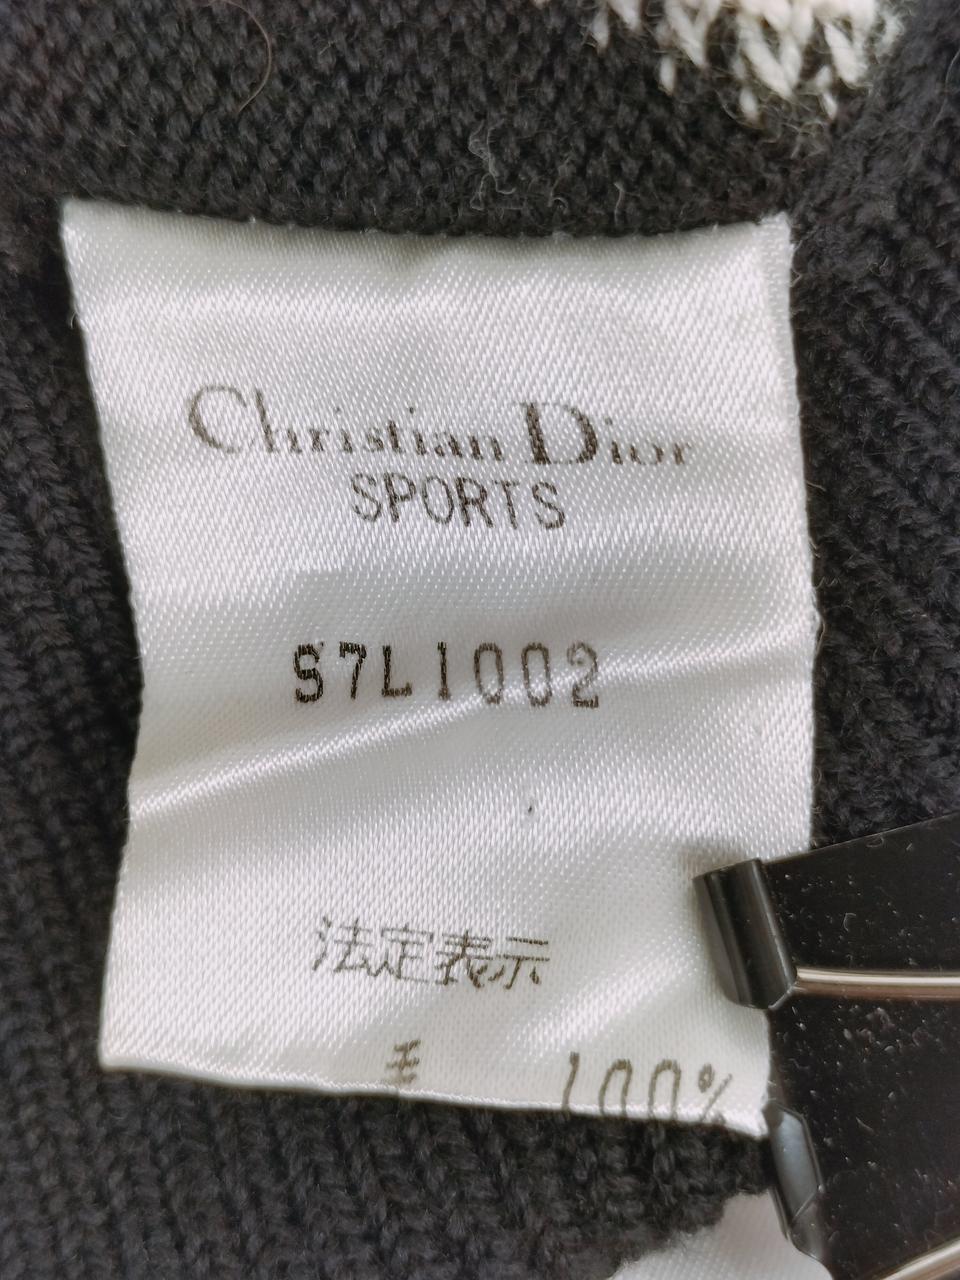 Christian Dior
SPORTS
S7L1002
法定表示
毛 100%